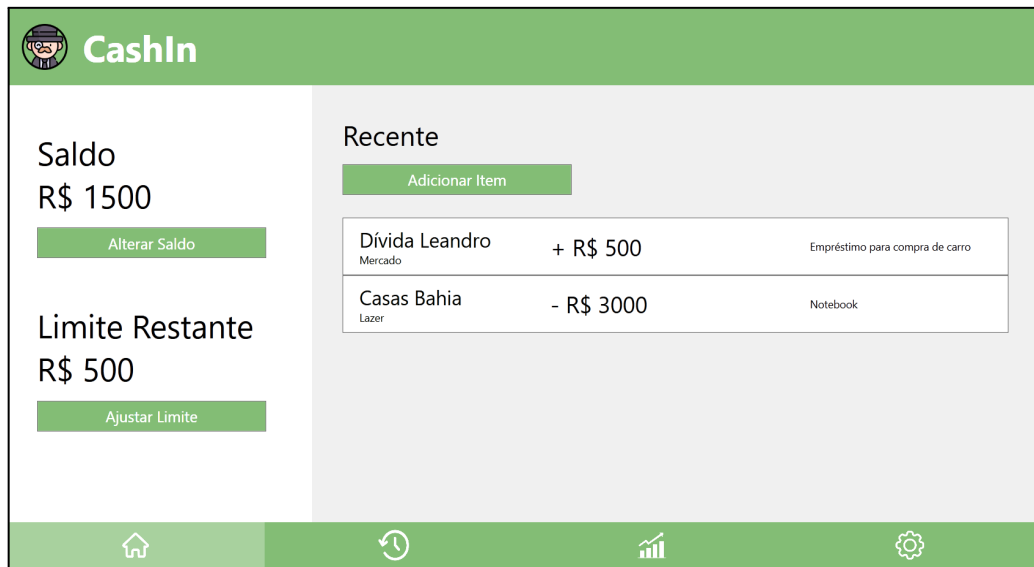 CashIn
Saldo
R$ 1500
Alterar Saldo
Limite Restante
R$ 500
Ajustar Limite
Recente
Adicionar Item
Dívida Leandro
Mercado
+ R$ 500
Empréstimo para compra de carro
Casas Bahia
Lazer
- R$ 3000
Notebook